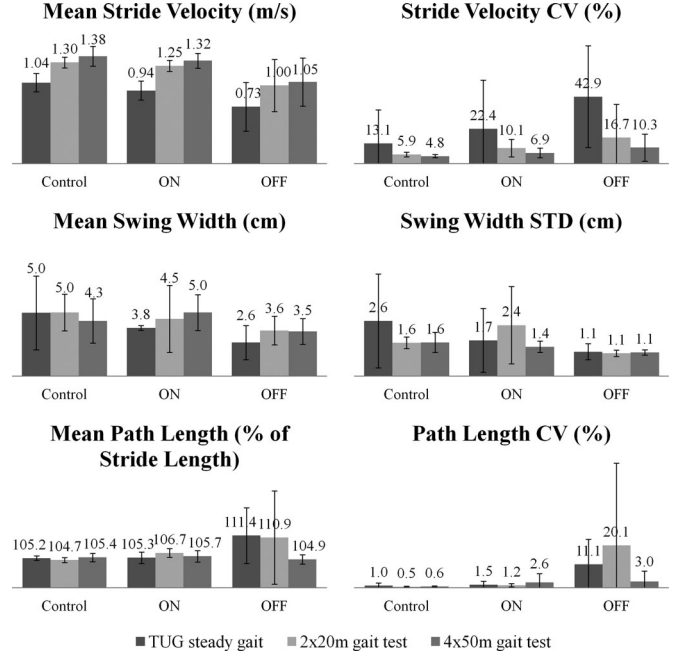 Mean Stride Velocity (m/s)
1.04 1.30 1.38 0.94 1.25 1.32 0.73 1.00 1.05
Control ON OFF
Stride Velocity CV (%)
13.1 5.9 4.8 22.4 10.1 6.9 42.9 16.7 10.3
Control ON OFF
Mean Swing Width (cm)
5.0 5.0 4.3 3.8 4.5 5.0 2.6 3.6 3.5
Control ON OFF
Swing Width STD (cm)
2.6 1.6 1.6 1.7 2.4 1.4 1.1 1.1 1.1
Control ON OFF
Mean Path Length (% of
Stride Length)
105.2 104.7 105.4 105.3 106.7 105.7 111.4 110.9 104.9
Control ON OFF
Path Length CV (%)
1.0 0.5 0.6 1.5 1.2 2.6 11.1 20.1 3.0
Control ON OFF
TUG steady gait 2x20m gait test 4x50m gait test